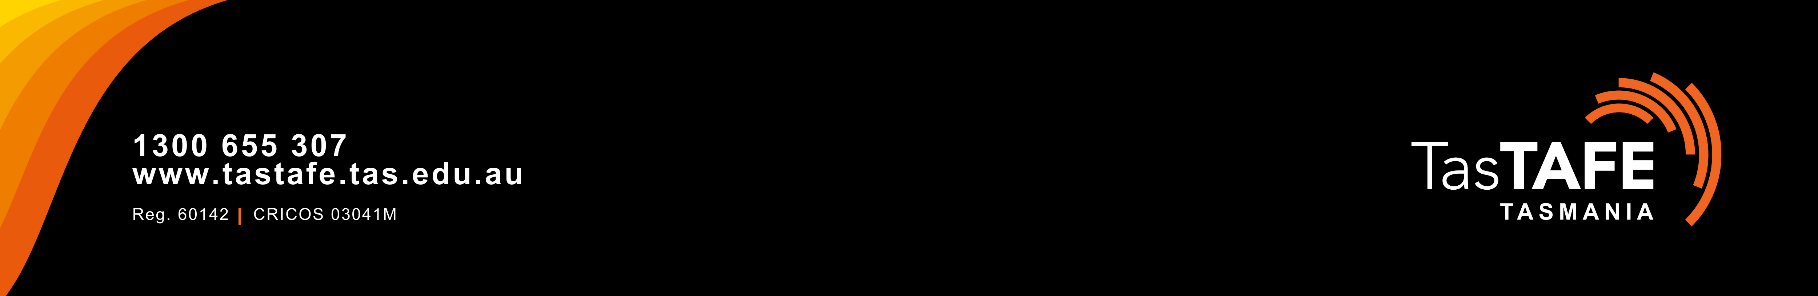 1300 655 307
www.tastafe.tas.edu.au
Reg. 60142 | CRICOS 03041M
TasTAFE
TASMANIA